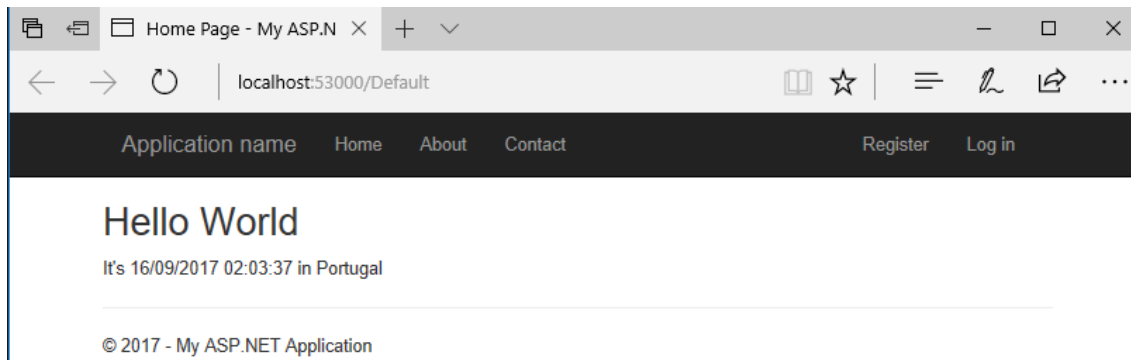 Home Page - My ASP.N
localhost:53000/Default
Application name Home About Contact Register Log in
Hello World
It's 16/09/2017 02:03:37 in Portugal
© 2017 - My ASP.NET Application